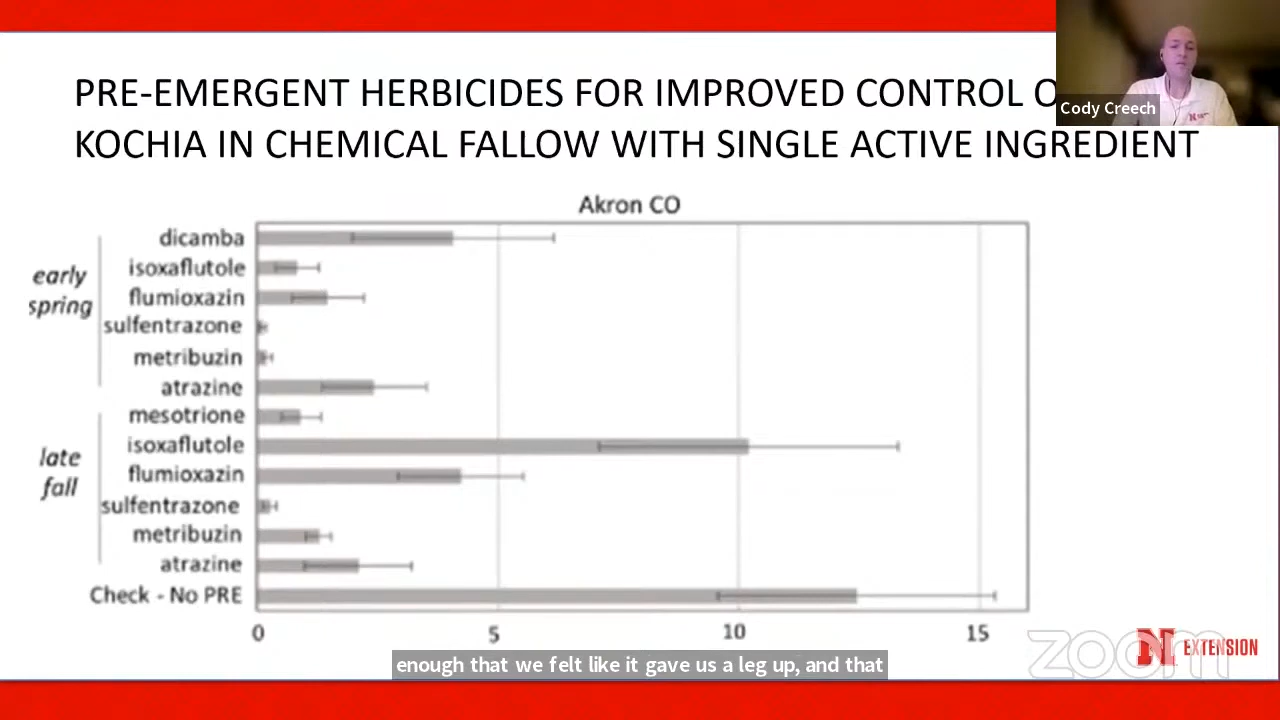 PRE-EMERGENT HERBICIDES FOR IMPROVED CONTROL O
KOCHIA IN CHEMICAL FALLOW WITH SINGLE ACTIVE INGREDIENT
Cody Creech
Akron CO
early
spring
dicamba
isoxaflutole
flumioxazin
sulfentrazone
metribuzin
atrazine
late
fall
mesotrione
isoxaflutole
flumioxazin
sulfentrazone
metribuzin
atrazine
Check - No PRE
0 5 10 15
enough that we felt like it gave us a leg up, and that
zoom
N EXTENSION